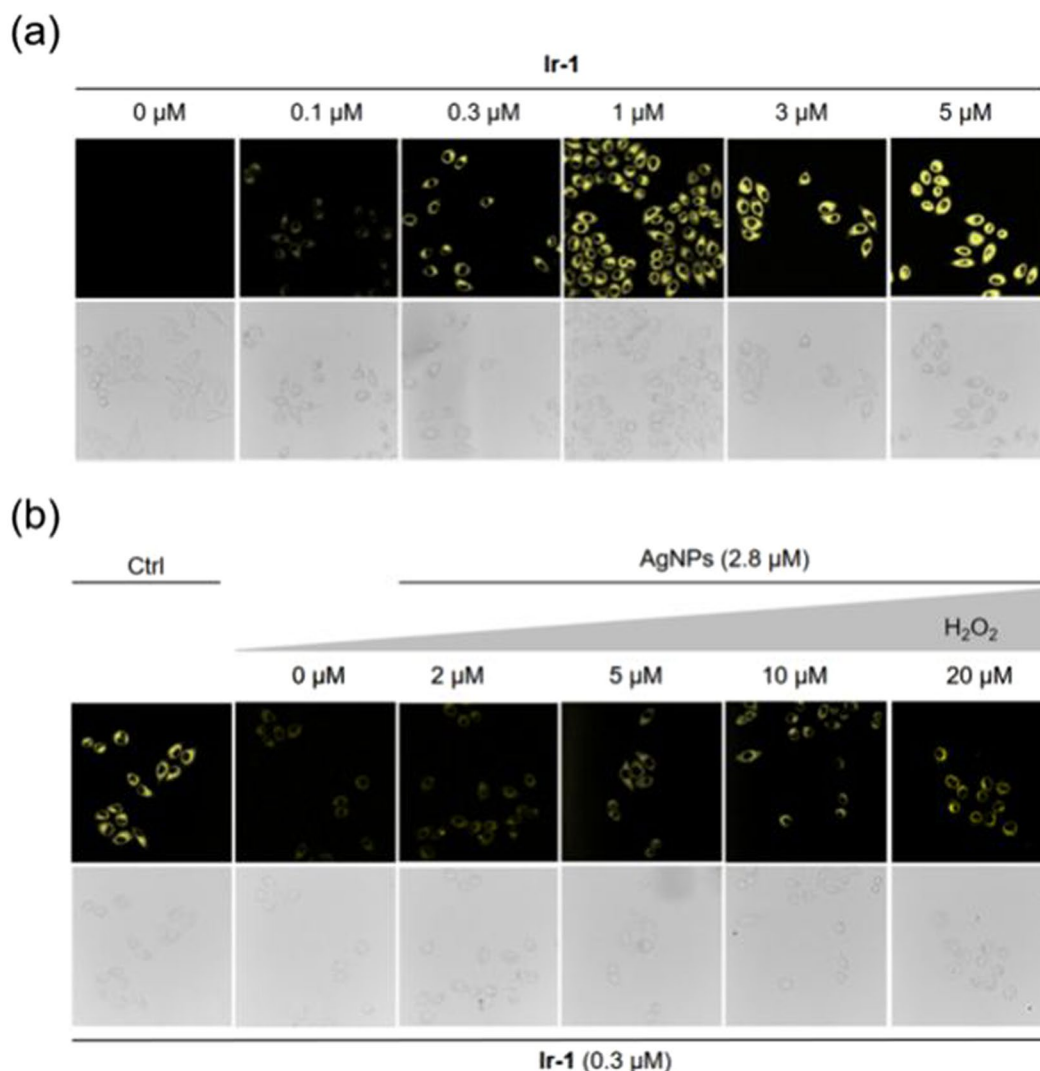 (a)
Ir-1
0 μM 0.1 μM 0.3 μM 1 μM 3 μM 5 μM
(b)
Ctrl AgNPs (2.8 μM)
H₂O₂
0 μM 2 μM 5 μM 10 μM 20 μM
Ir-1 (0.3 μM)